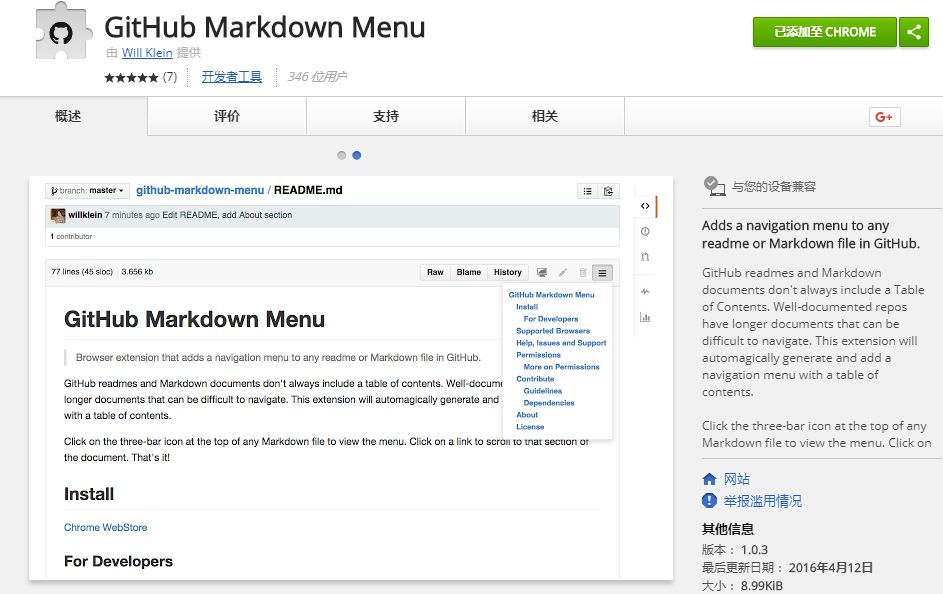 GitHub Markdown Menu
由 Will Klein 提供
(7) 开发者工具 346 位用户
已添加至 CHROME
概述 评价 支持 相关
G+
branch: master github-markdown-menu / README.md
willklein 7 minutes ago Edit README, add About section
1 contributor
77 lines (45 sloc) 3.656 kb Raw Blame History
GitHub Markdown Menu
Install
For Developers
Supported Browsers
Help, Issues and Support
Permissions
More on Permissions
Contribute
Guidelines
Dependencies
About
License
GitHub Markdown Menu
Browser extension that adds a navigation menu to any readme or Markdown file in GitHub.
GitHub readmes and Markdown documents don't always include a table of contents. Well-docume
longer documents that can be difficult to navigate. This extension will automagically generate and
with a table of contents.
Click on the three-bar icon at the top of any Markdown file to view the menu. Click on a link to scroll to that section of
the document. That's it!
Install
Chrome WebStore
For Developers
与您的设备兼容
Adds a navigation menu to any
readme or Markdown file in GitHub.
GitHub readmes and Markdown
documents don't always include a Table
of Contents. Well-documented repos
have longer documents that can be
difficult to navigate. This extension will
automagically generate and add a
navigation menu with a table of
contents.
Click the three-bar icon at the top of any
Markdown file to view the menu. Click on
网站
举报滥用情况
其他信息
版本： 1.0.3
最后更新日期： 2016年4月12日
大小： 8.99KiB